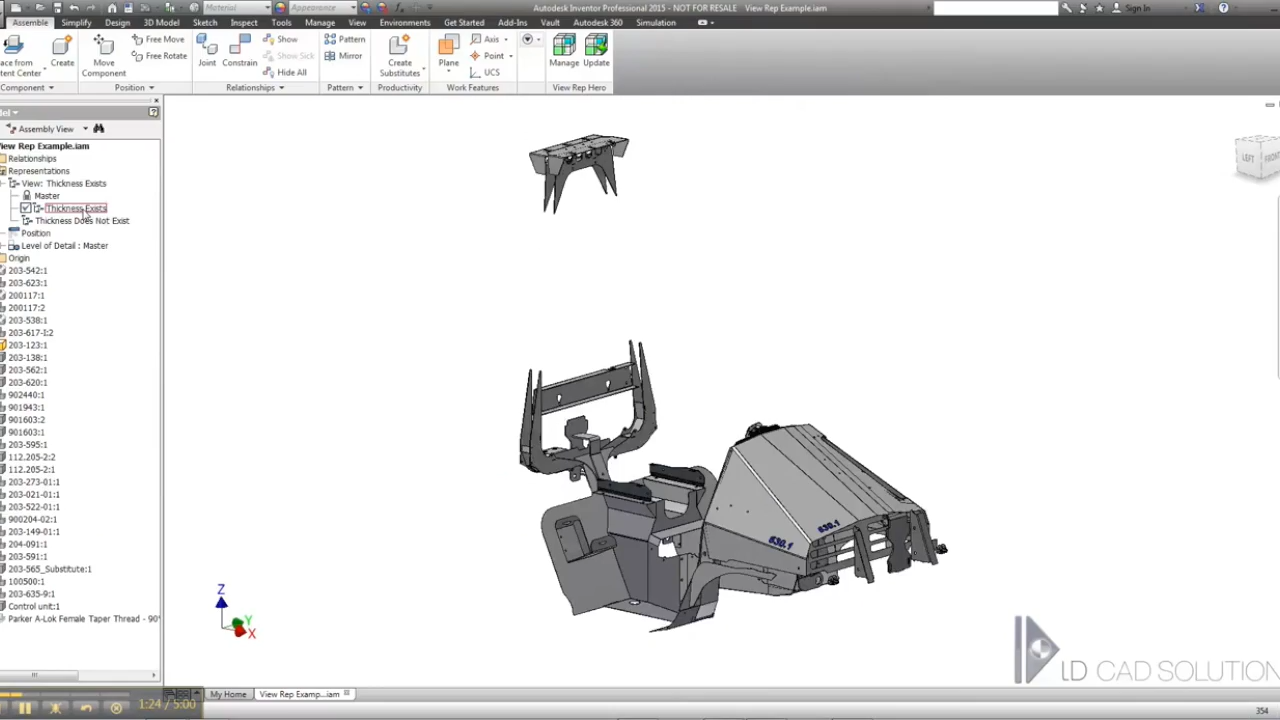 Material
Appearance
Autodesk Inventor Professional 2015 - NOT FOR RESALE View Rep Example.iam
Sign In
Assemble Simplify Design 3D Model Sketch Inspect Tools Manage View Environments Get Started Add-Ins Vault Autodesk 360 Simulation
Free Move
Show
Pattern
Axis
Create
Move
Component
Free Rotate
Joint
Constrain
Show Sick
Mirror
Create
Substitutes
Plane
Point
Manage
Update
Hide All
UCS
Position
Relationships
Pattern
Productivity
Work Features
View Rep Hero
Assembly View
Relationships
Representations
View: Thickness Exists
Master
Thickness Exists
Thickness Does Not Exist
Position
Level of Detail : Master
Origin
203-542:1
203-623:1
200117:1
200117:2
203-538:1
203-617-I:2
203-123:1
203-138:1
203-562:1
203-620:1
902440:1
901943:1
901603:2
901603:1
203-595:1
112.205-2:2
112.205-2:1
203-273-01:1
203-021-01:1
203-522-01:1
900204-02:1
203-149-01:1
204-091:1
203-591:1
203-565_Substitute:1
100500:1
203-635-9:1
Control unit:1
Parker A-Lok Female Taper Thread - 90°
LEFT
FRONT
630.1
630.1
Z
Y
X
LD CAD SOLUTION
My Home
View Rep Examp...iam
1:24 / 5:00
354